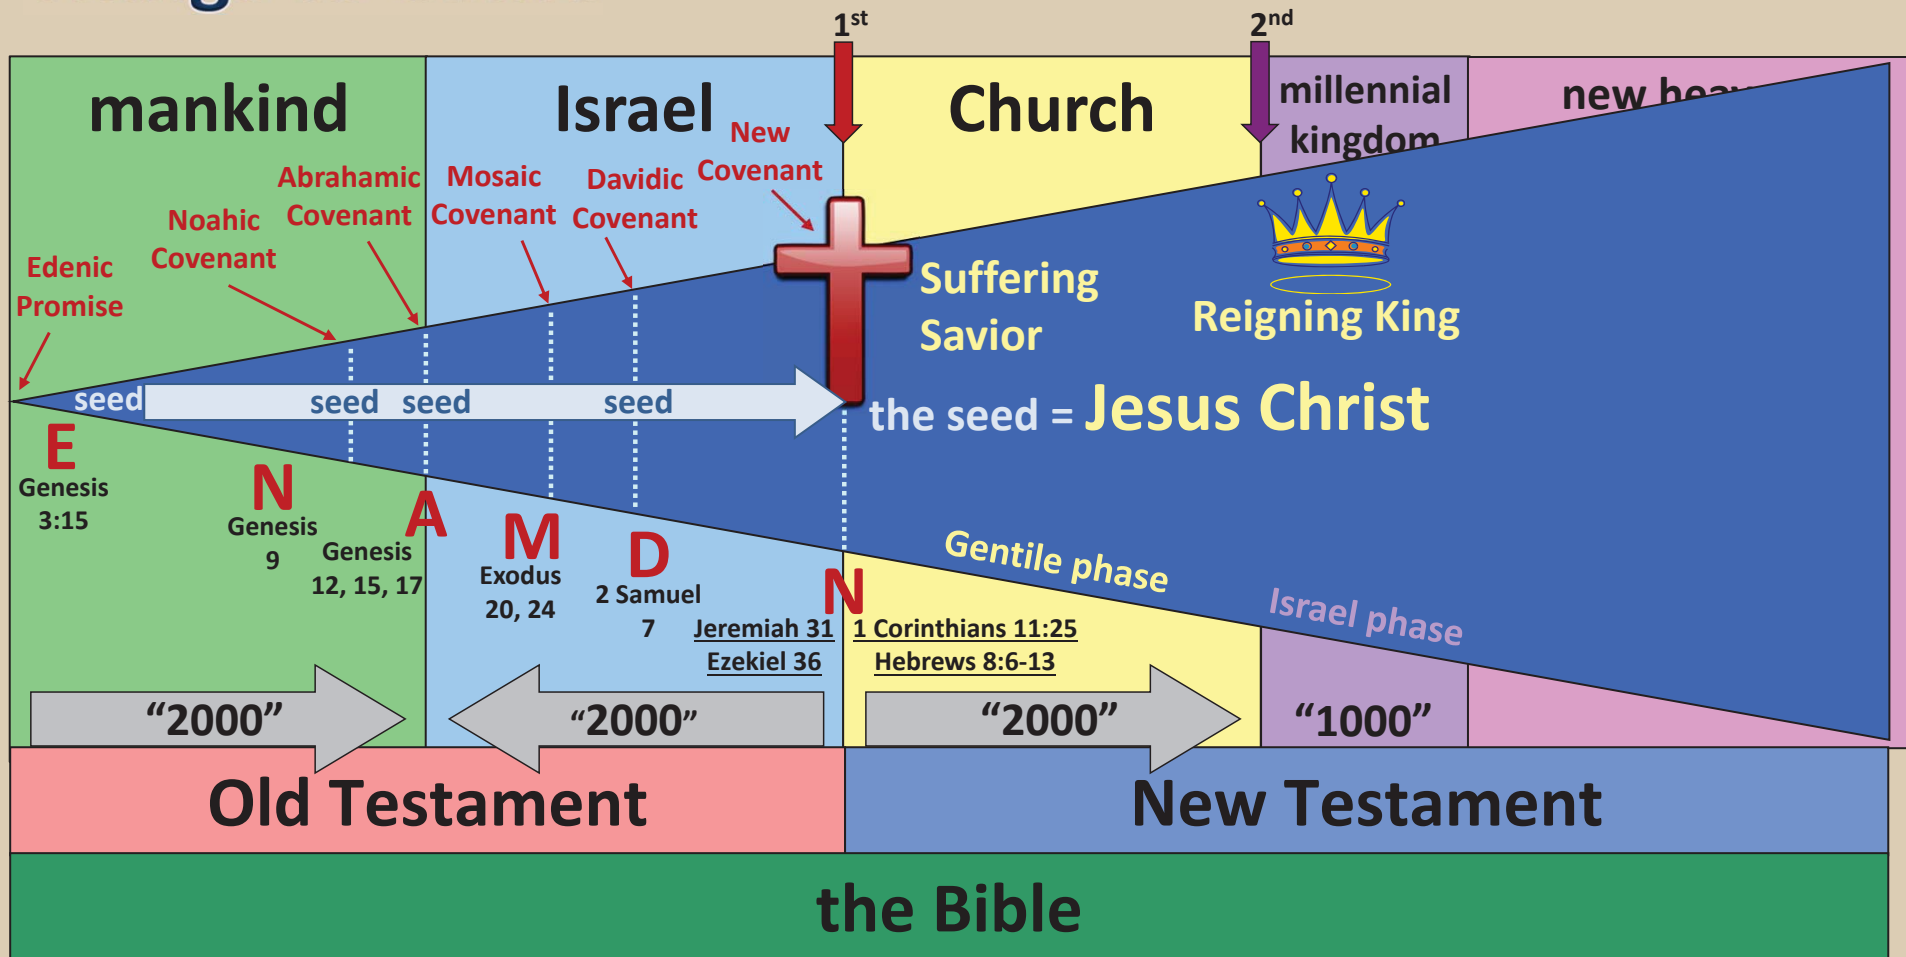 1st
2nd
mankind
Israel
Church
millennial
kingdom
new
Edenic
Promise
Noahic
Covenant
Abrahamic
Covenant
Mosaic
Covenant
Davidic
Covenant
New
Covenant
Suffering
Savior
Reigning King
seed
seed
seed
seed
the seed = Jesus Christ
E
Genesis
3:15
N
Genesis
9
A
Genesis
12, 15, 17
M
Exodus
20, 24
D
2 Samuel
7
N
Jeremiah 31
Ezekiel 36
1 Corinthians 11:25
Hebrews 8:6-13
Gentile phase
Israel phase
“2000”
“2000”
“2000”
“1000”
Old Testament
New Testament
the Bible